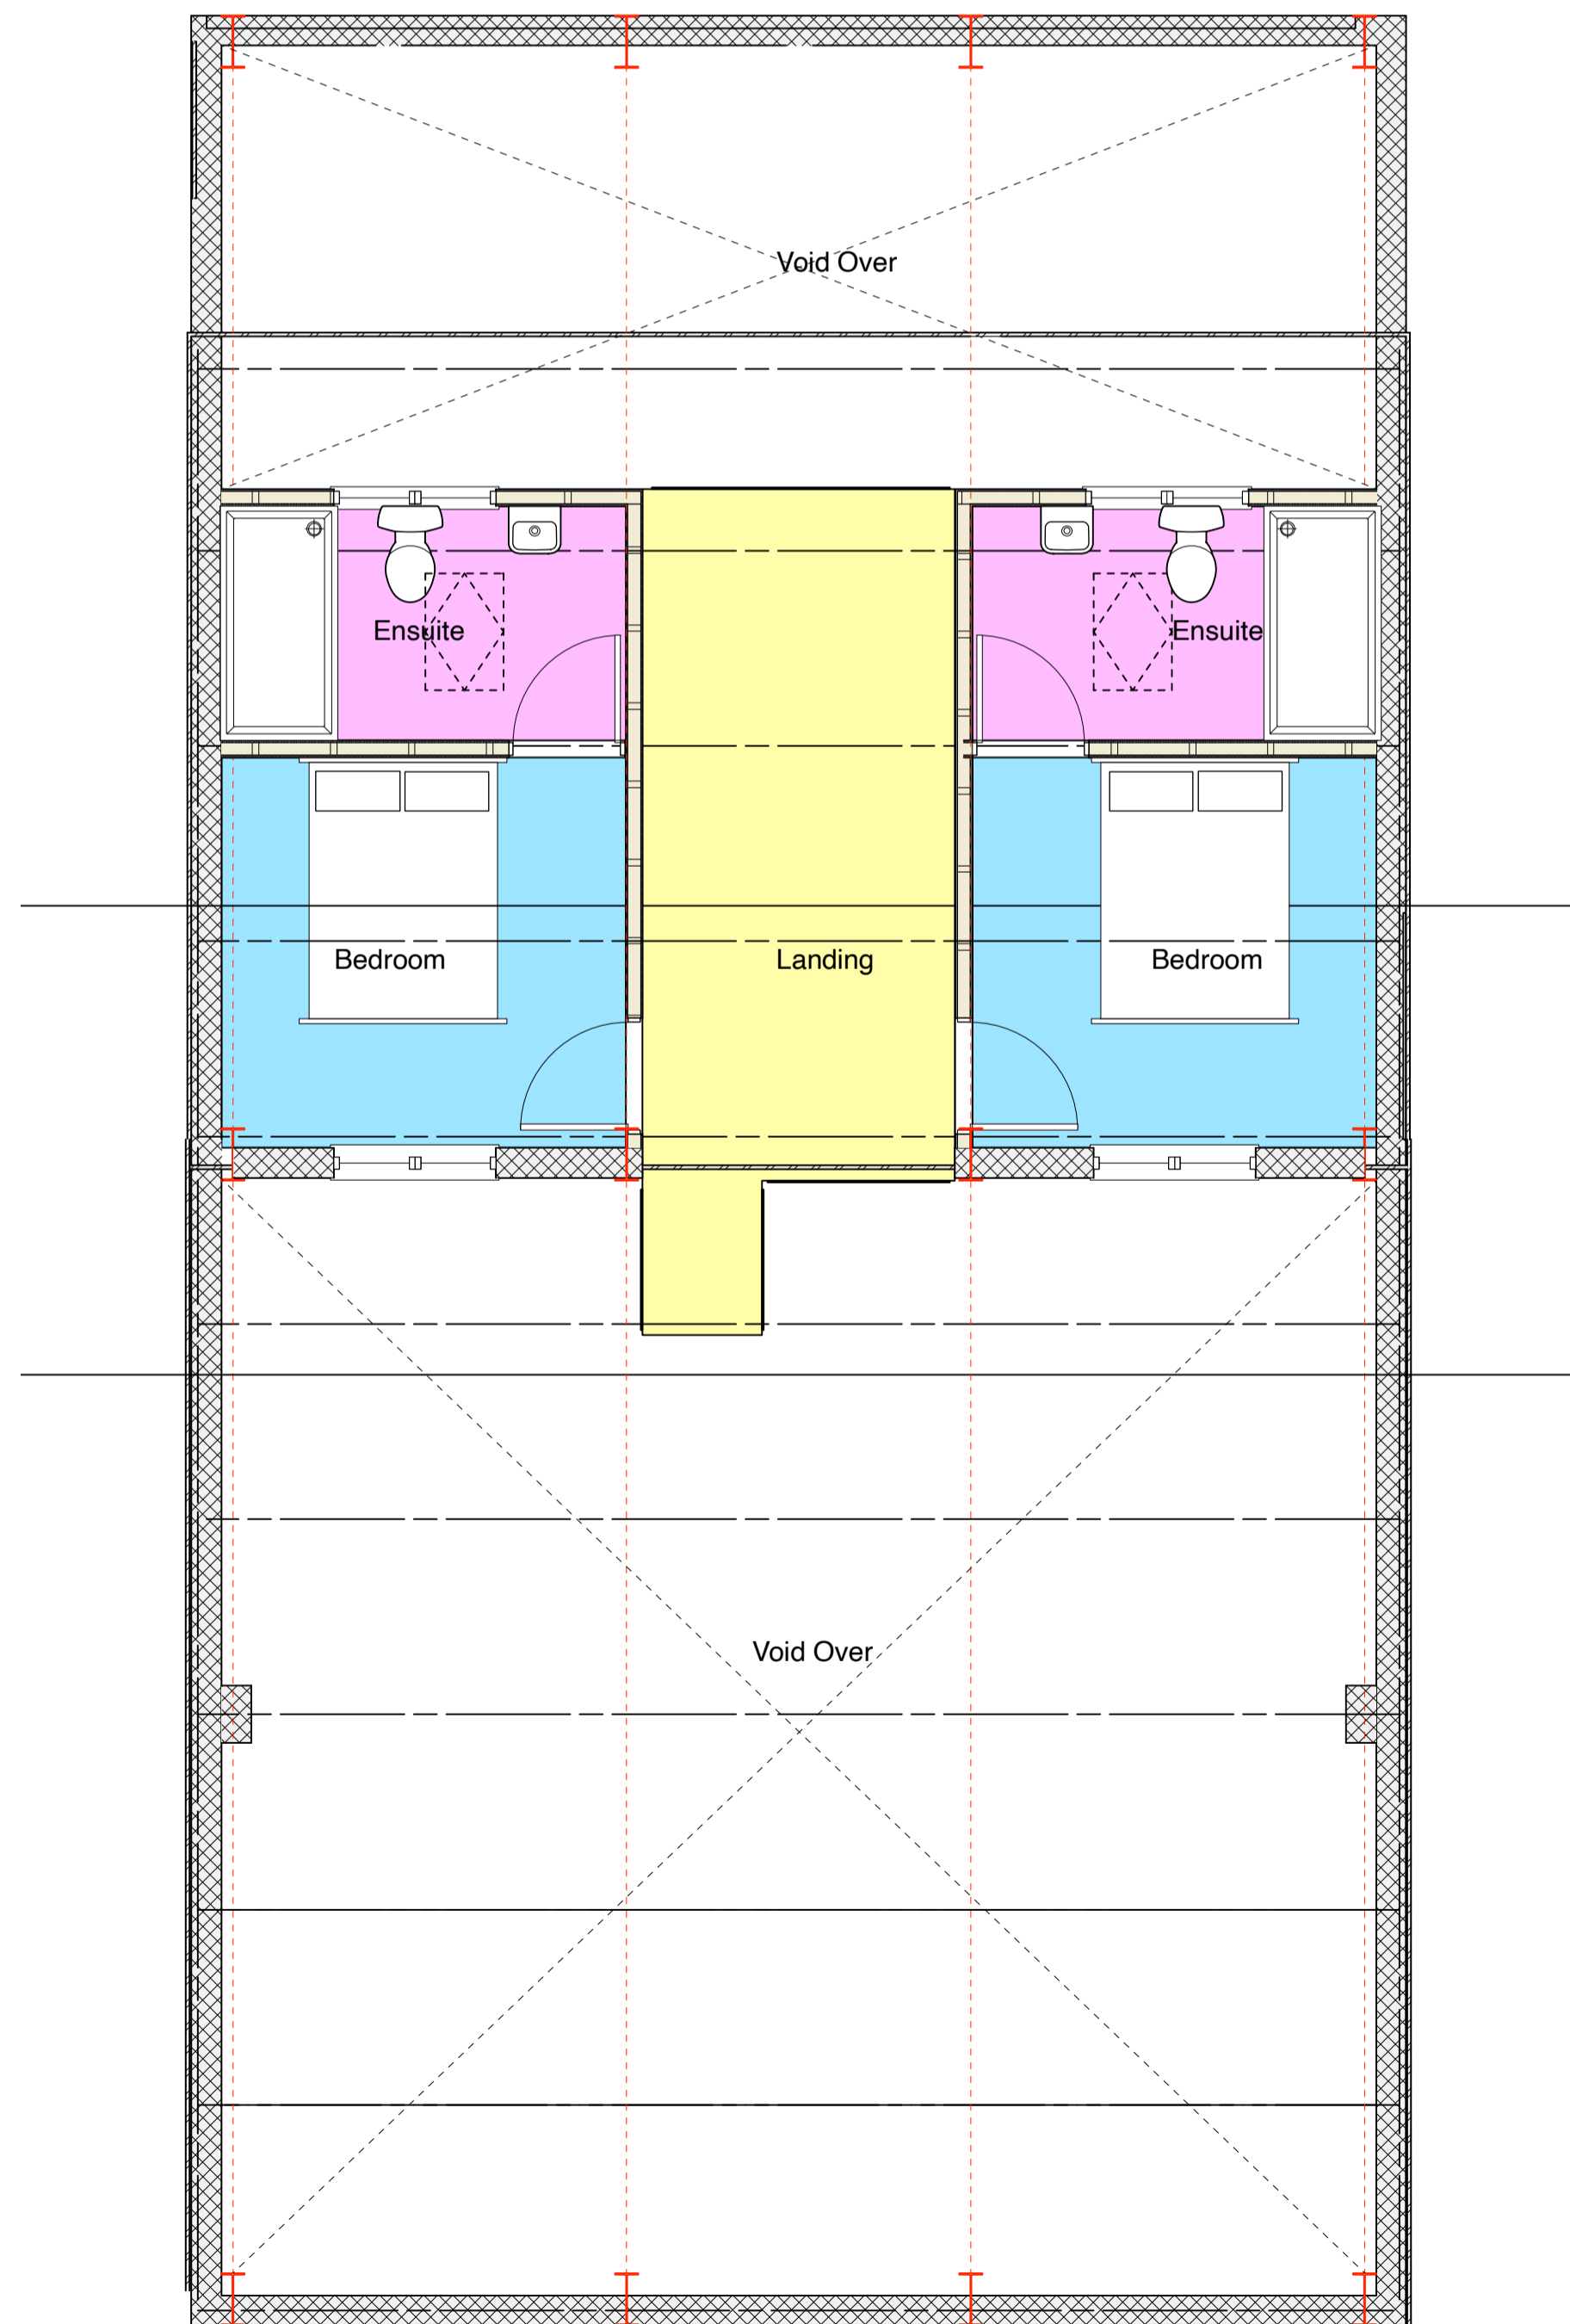 Void Over
Ensuite
Ensuite
Bedroom
Landing
Bedroom
Void Over